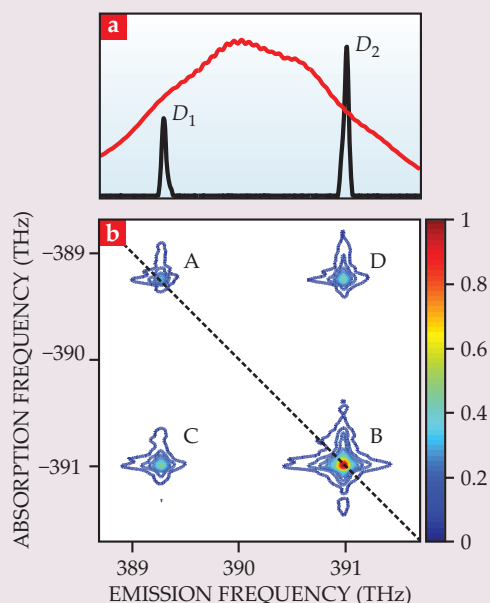 a
D₁
D₂
b
A
D
C
B
ABSORPTION FREQUENCY (THz)
−389
−390
−391
389
390
391
EMISSION FREQUENCY (THz)
1
0.8
0.6
0.4
0.2
0